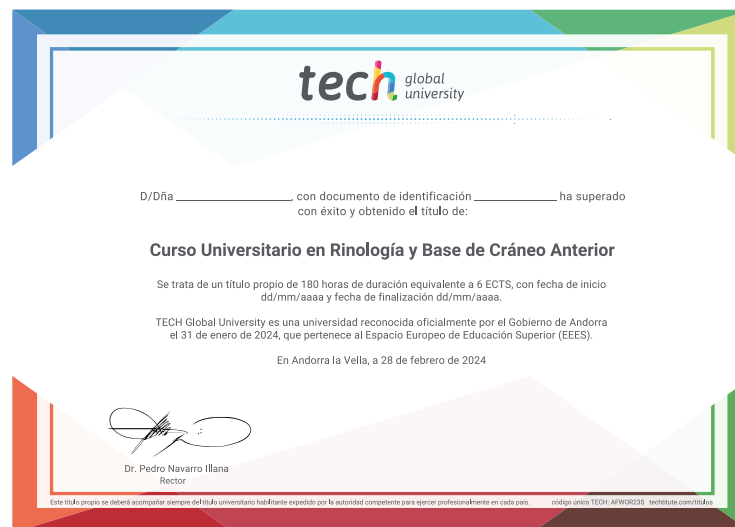 tech global university
D/Dña ______________, con documento de identificación ______________ ha superado
con éxito y obtenido el título de:
Curso Universitario en Rinología y Base de Cráneo Anterior
Se trata de un título propio de 180 horas de duración equivalente a 6 ECTS, con fecha de inicio
dd/mm/aaaa y fecha de finalización dd/mm/aaaa.
TECH Global University es una universidad reconocida oficialmente por el Gobierno de Andorra
el 31 de enero de 2024, que pertenece al Espacio Europeo de Educación Superior (EEES).
En Andorra la Vella, a 28 de febrero de 2024
Dr. Pedro Navarro Illana
Rector
Este título propio se deberá acompañar siempre del título universitario habilitante expedido por la autoridad competente para ejercer profesionalmente en cada país. código único TECH: AFWOR23S techtitute.com/titulos